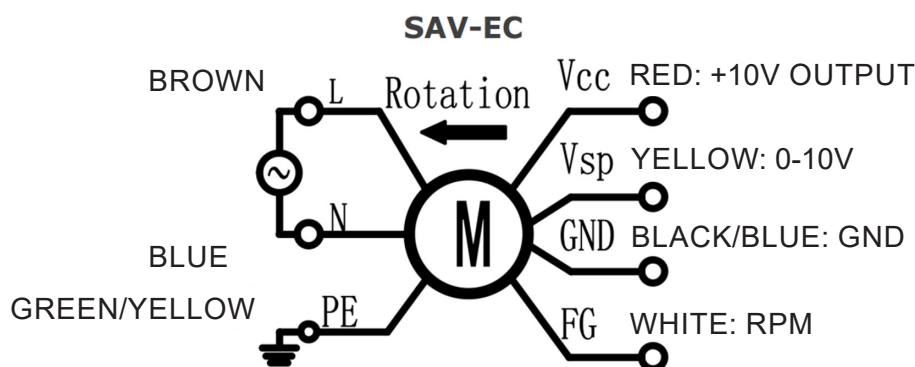 SAV-EC
BROWN
L
Rotation
Vcc
RED: +10V OUTPUT
Vsp
YELLOW: 0-10V
N
M
GND
BLACK/BLUE: GND
BLUE
GREEN/YELLOW
PE
FG
WHITE: RPM